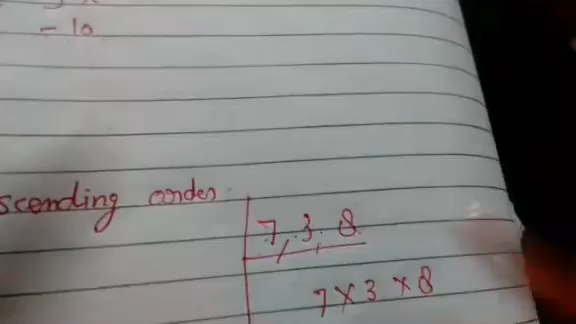 - 10
scending order
7, 3, 8
7 × 3 × 8